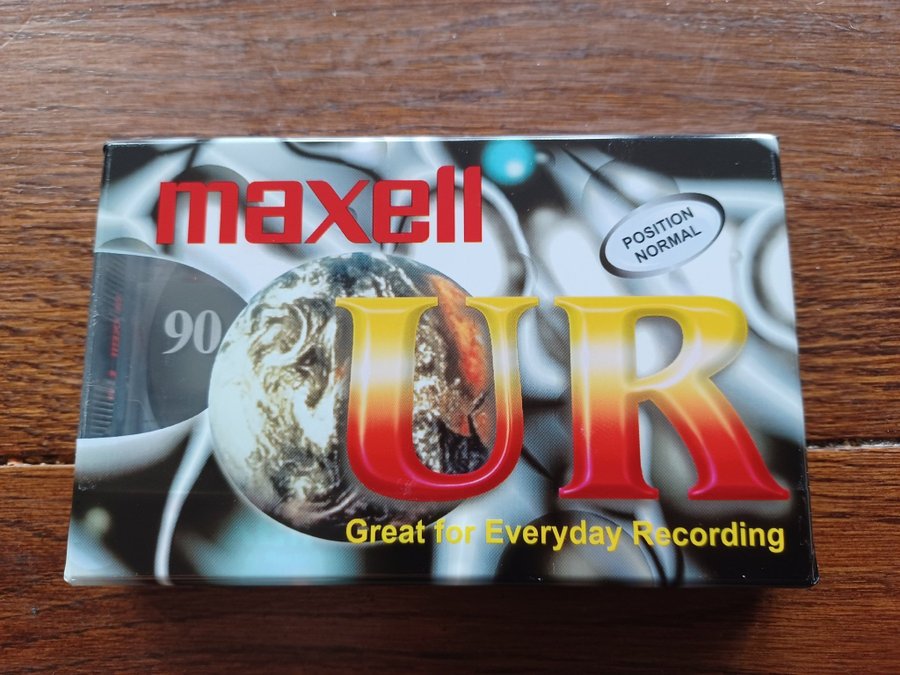 maxell
POSITION
NORMAL
90
UR
Great for Everyday Recording